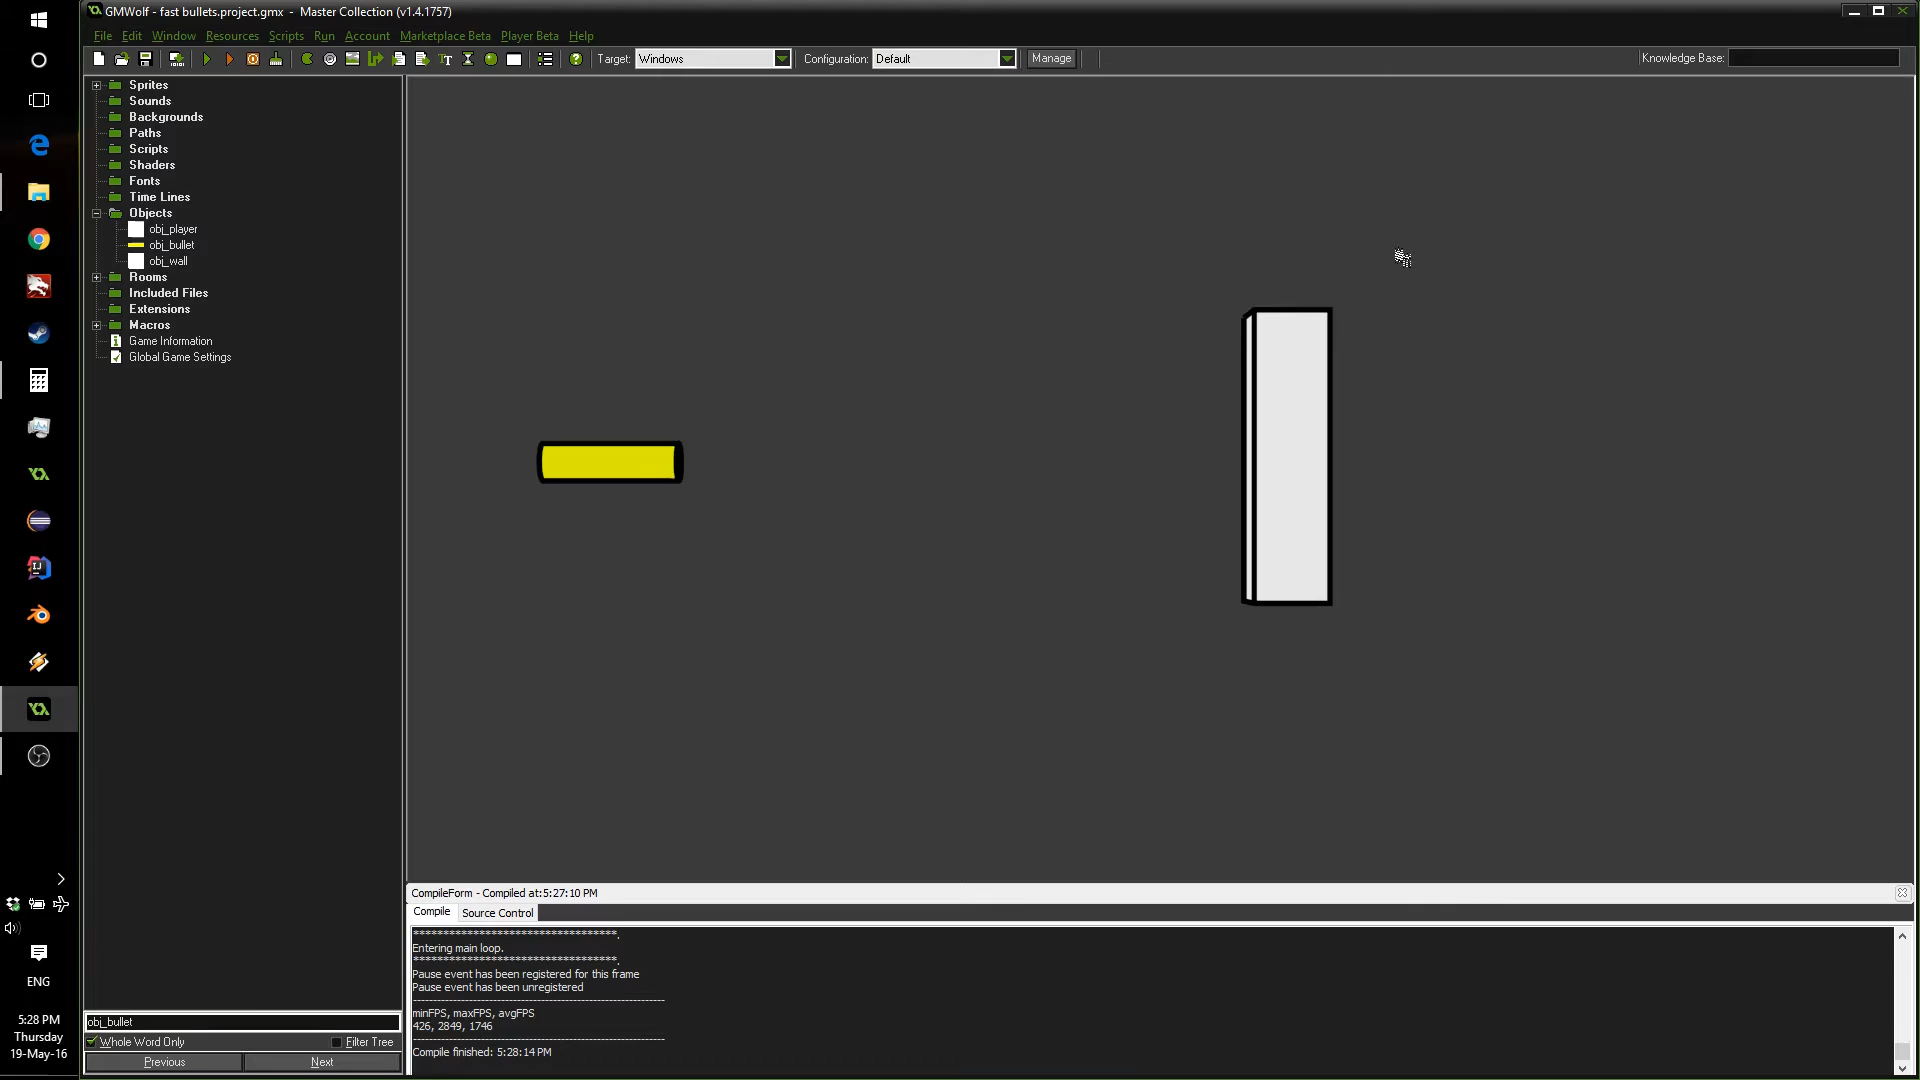 GMWolf - fast bullets.project.gmx - Master Collection (v1.4.1757)
File Edit Window Resources Scripts Run Account Marketplace Beta Player Beta Help
Target: Windows Configuration: Default Manage Knowledge Base:
Sprites
Sounds
Backgrounds
Paths
Scripts
Shaders
Fonts
Time Lines
Objects
obj_player
obj_bullet
obj_wall
Rooms
Included Files
Extensions
Macros
Game Information
Global Game Settings
CompileForm - Compiled at:5:27:10 PM
Compile Source Control
**********************************.
Entering main loop.
**********************************.
Pause event has been registered for this frame
Pause event has been unregistered
---------------------------------------------------------------
minFPS, maxFPS, avgFPS
426, 2849, 1746
---------------------------------------------------------------
Compile finished: 5:28:14 PM
obj_bullet
Whole Word Only Filter Tree
Previous Next
ENG
5:28 PM
Thursday
19-May-16